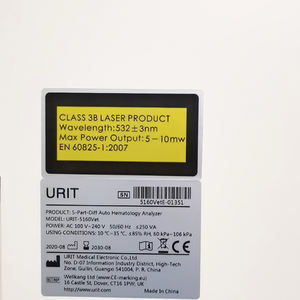 CLASS 3B LASER PRODUCT
Wavelength:532±3nm
Max Power Output:5-10mw
EN 60825-1:2007
URIT
SN
5160VetE-01351
PRODUCT: 5-Part-Diff Auto Hematology Analyzer
MODEL: URIT-5160Vet
POWER: AC 100 V~240 V 50/60 Hz ≤250 VA
USING CONDITIONS: 10 °C~35 °C, ≤85% RH, 60 kPa~106 kPa
2020-08 2030-08
URIT Medical Electronic Co., Ltd.
No. D-07 Information Industry District, High-Tech
Zone, Guilin, Guangxi 541004, P. R. China
EC REP
Wellkang Ltd www.CE-marking.eu
16 Castle St, Dover, CT16 1PW, UK
www.urit.com
Made in China